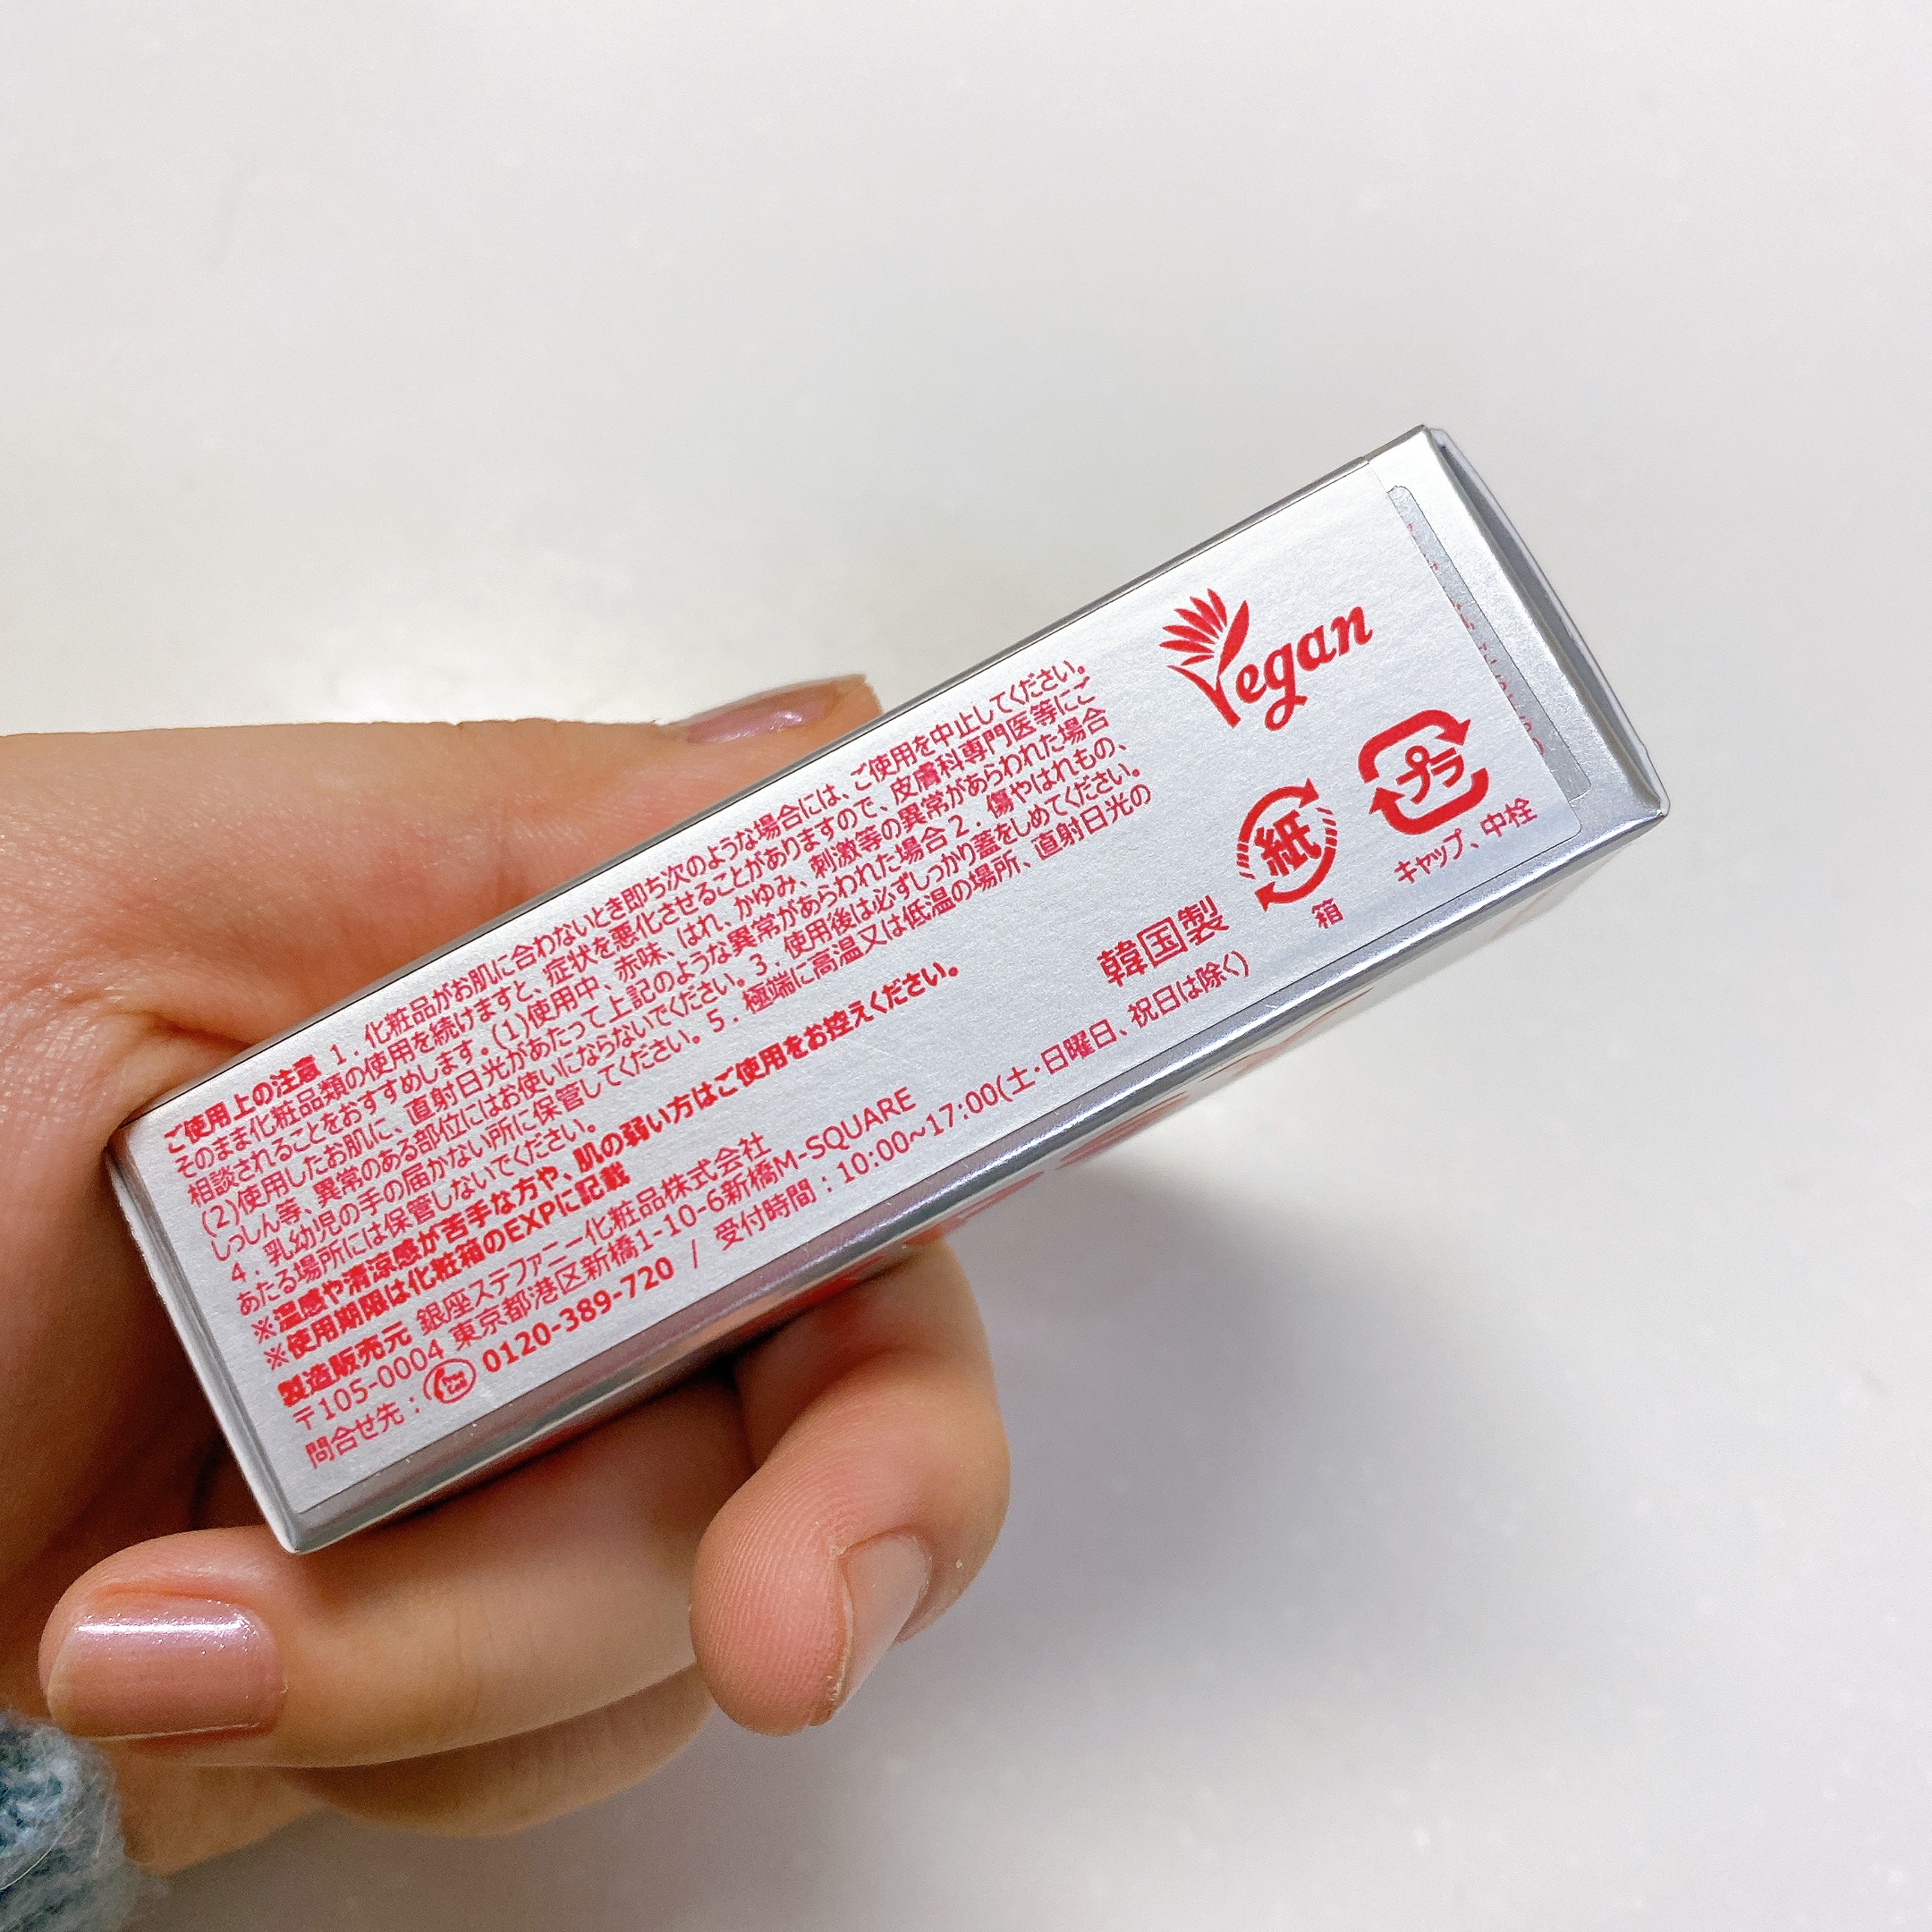 ご使用上の注意 1. 化粧品がお肌に合わないとき即ち次のような場合には、ご使用を中止してください。
そのまま化粧品類の使用を続けますと、症状を悪化させることがありますので、皮膚科専門医等にご
相談されることをおすすめします。(1)使用中、赤味、はれ、かゆみ、刺激等の異常があらわれた場合
(2)使用したお肌に、直射日光があたって上記のような異常があらわれた場合 2. 傷やはれもの、
しっしん等、異常のある部位にはお使いにならないでください。3. 使用後は必ずしっかり蓋をしめてください。
4. 乳幼児の手の届かない所に保管してください。5. 極端に高温又は低温の場所、直射日光の
あたる場所には保管しないでください。
※温感や清涼感が苦手な方や、肌の弱い方はご使用をお控えください。
※使用期限は化粧箱のEXPに記載
製造販売元 銀座ステファニー化粧品株式会社
〒105-0004 東京都港区新橋1-10-6新橋M-SQUARE
問合せ先: 0120-389-720 / 受付時間:10:00~17:00(土・日曜日、祝日は除く)
韓国製
Vegan
紙
箱
プラ
キャップ、中栓